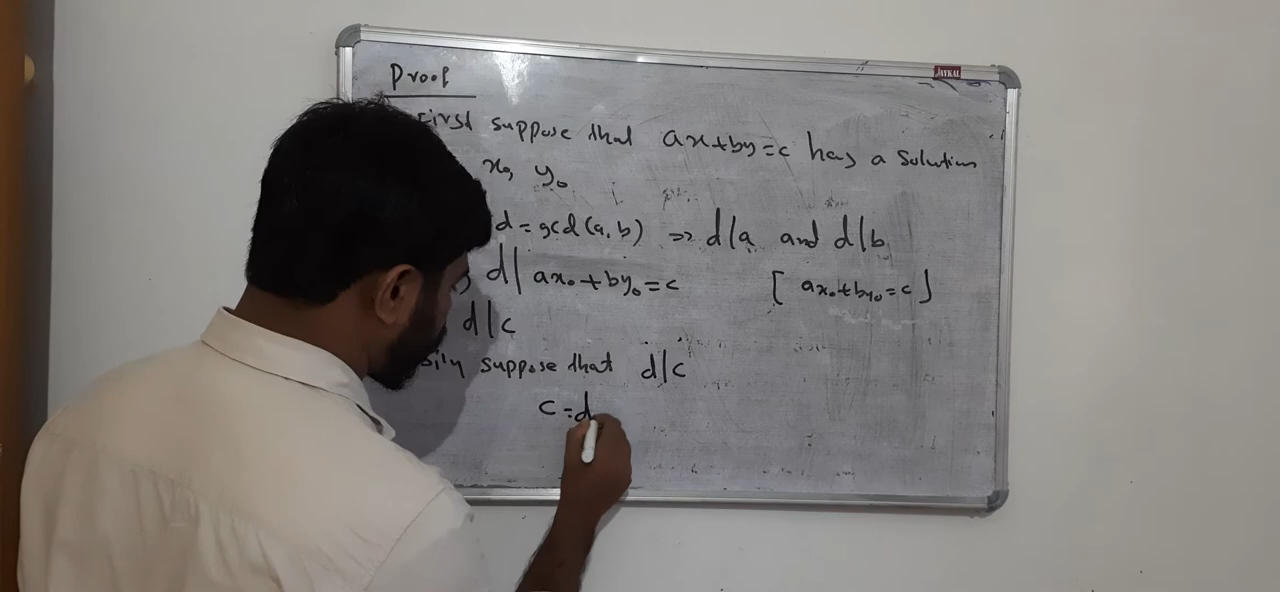 JAYKAL
Proof
First suppose that ax+by=c has a solution
x₀, y₀
d = gcd(a, b) ⇒ d|a and d|b
d| ax₀+by₀=c [ ax₀+by₀=c ]
d|c
suppose that d|c
c=d